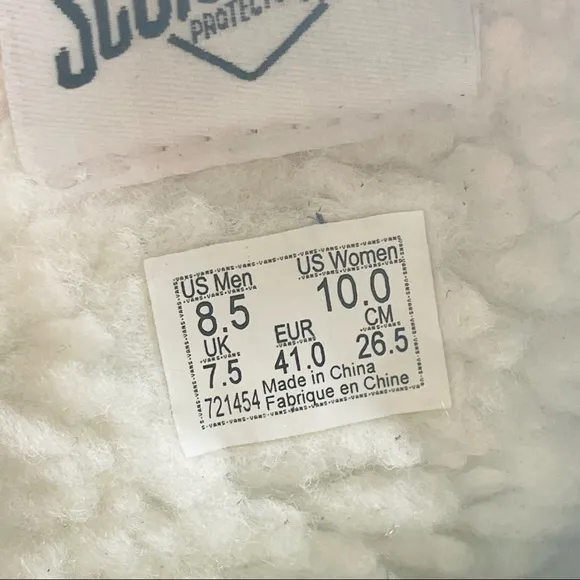 PROTECT
US Men US Women
8.5 10.0
UK EUR CM
7.5 41.0 26.5
Made in China
721454 Fabrique en Chine